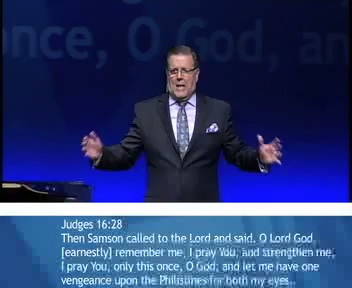 once, O God, an
Judges 16:28
Then Samson called to the Lord and said, O Lord God,
[earnestly] remember me, I pray You, and strengthen me,
I pray You, only this once, O God, and let me have one
vengeance upon the Philistines for both my eyes.